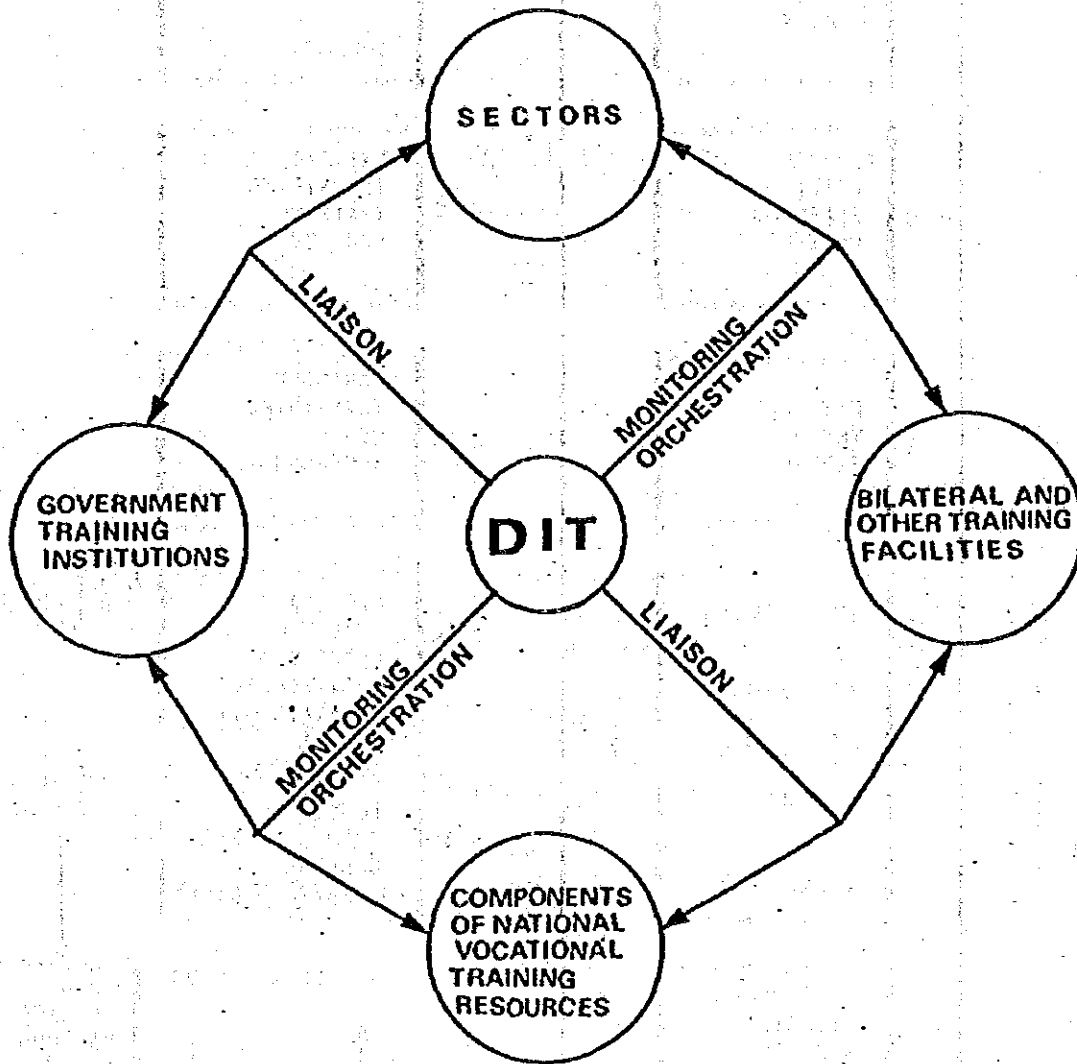 SECTORS
LIAISON
MONITORING
ORCHESTRATION
GOVERNMENT
TRAINING
INSTITUTIONS
DIT
BILATERAL AND
OTHER TRAINING
FACILITIES
MONITORING
ORCHESTRATION
LIAISON
COMPONENTS
OF NATIONAL
VOCATIONAL
TRAINING
RESOURCES